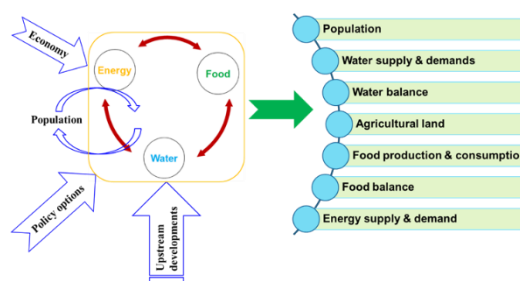 Economy
Energy
Food
Population
Water
Policy options
Upstream
developments
Population
Water supply & demands
Water balance
Agricultural land
Food production & consumptio
Food balance
Energy supply & demand